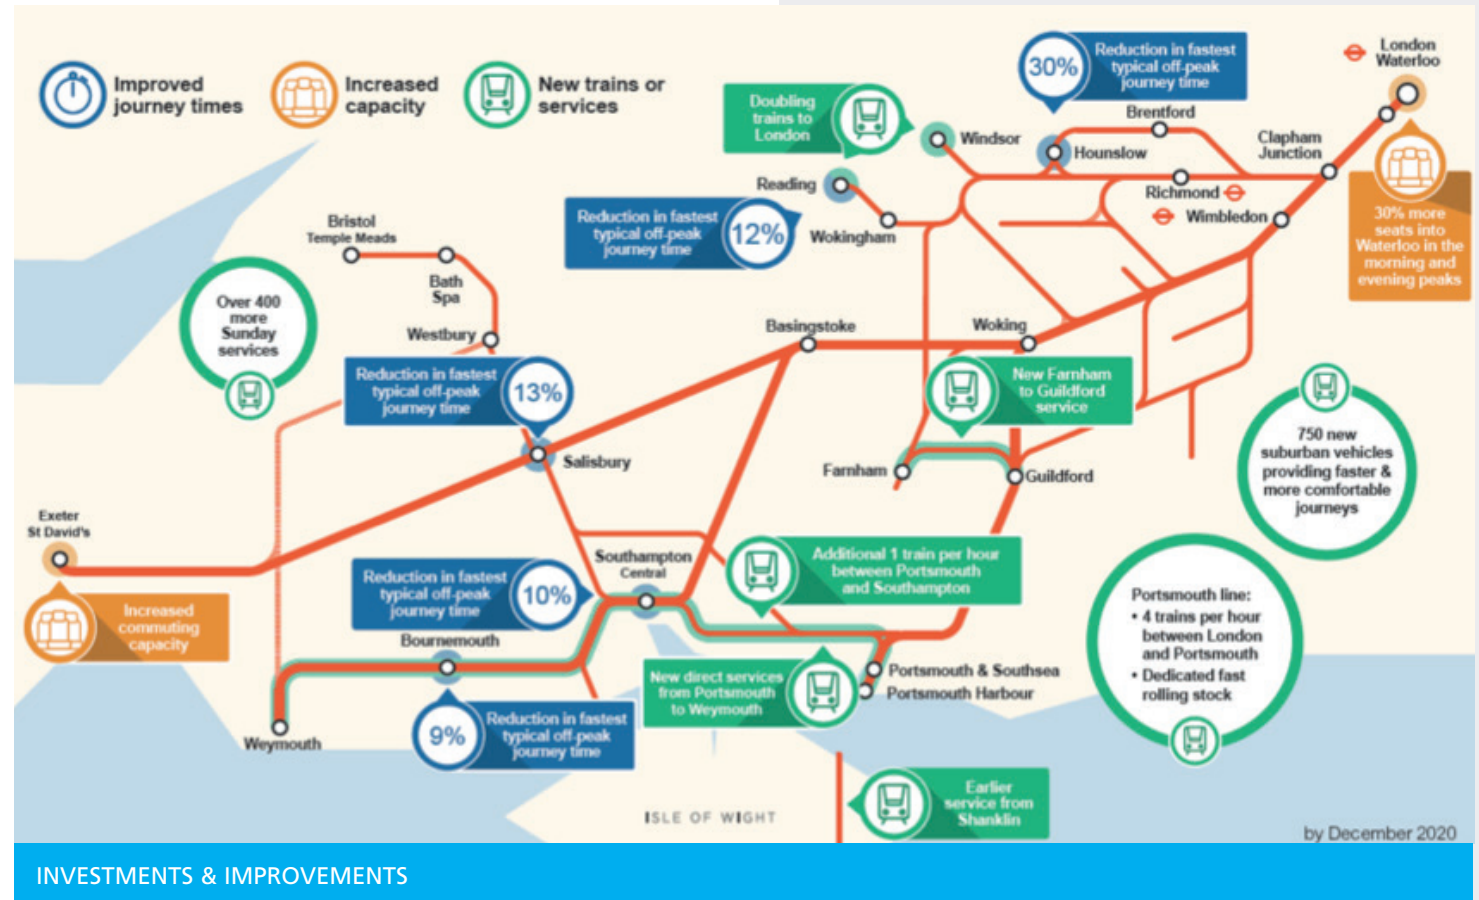 Improved
journey times
Increased
capacity
New trains or
services
30%
Reduction in fastest
typical off-peak
journey time
London
Waterloo
Doubling
trains to
London
Windsor
Brentford
Hounslow
Clapham
Junction
Richmond
Wimbledon
30% more
seats into
Waterloo in the
morning and
evening peaks
Reading
Wokingham
Reduction in fastest
typical off-peak
journey time
12%
Bristol
Temple Meads
Bath
Spa
Westbury
Over 400
more
Sunday
services
Reduction in fastest
typical off-peak
journey time
13%
Basingstoke
Woking
New Farnham
to Guildford
service
Salisbury
Farnham
Guildford
750 new
suburban vehicles
providing faster &
more comfortable
journeys
Exeter
St David's
Increased
commuting
capacity
Reduction in fastest
typical off-peak
journey time
10%
Southampton
Central
Additional 1 train per hour
between Portsmouth
and Southampton
Portsmouth line:
• 4 trains per hour
between London
and Portsmouth
• Dedicated fast
rolling stock
Bournemouth
Weymouth
9%
Reduction in fastest
typical off-peak
journey time
New direct services
from Portsmouth
to Weymouth
Portsmouth & Southsea
Portsmouth Harbour
Earlier
service from
Shanklin
ISLE OF WIGHT
by December 2020
INVESTMENTS & IMPROVEMENTS